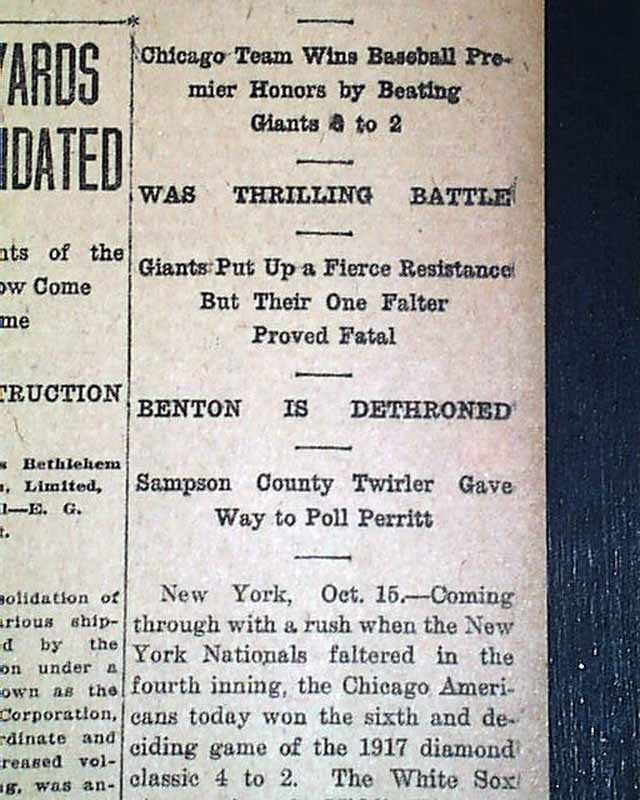 YARDS
IDATED
nts of the
ow Come
me
TRUCTION
s Bethlehem
s, Limited,
l—E. G.
t.
solidation of
arious ship-
d by the
on under a
own as the
Corporation,
rdinate and
reased vol-
g, was an-
Chicago Team Wins Baseball Pre-
mier Honors by Beating
Giants to 2
WAS THRILLING BATTLE
Giants Put Up a Fierce Resistance
But Their One Falter
Proved Fatal
BENTON IS DETHRONED
Sampson County Twirler Gave
Way to Poll Perritt
New York, Oct. 15.—Coming
through with a rush when the New
York Nationals faltered in the
fourth inning, the Chicago Ameri-
cans today won the sixth and de-
ciding game of the 1917 diamond
classic 4 to 2. The White Sox